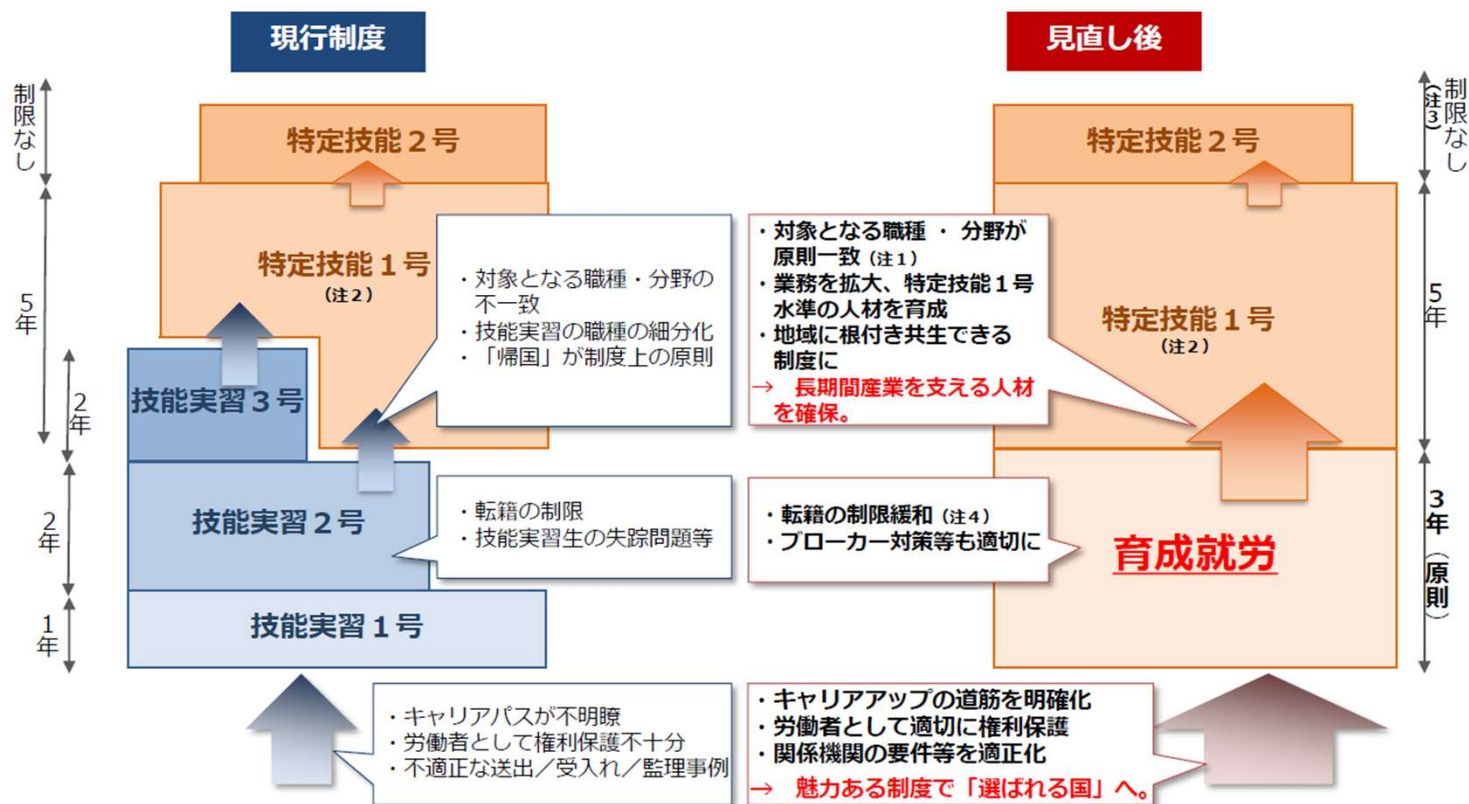 現行制度
制限なし
5年
2年
2年
1年
特定技能２号
特定技能１号
（注２）
技能実習３号
技能実習２号
技能実習１号
・対象となる職種・分野の
不一致
・技能実習の職種の細分化
・「帰国」が制度上の原則
・転籍の制限
・技能実習生の失踪問題等
・キャリアパスが不明瞭
・労働者として権利保護不十分
・不適正な送出／受入れ／監理事例
見直し後
・対象となる職種 ・ 分野が
原則一致（注１）
・業務を拡大、特定技能１号
水準の人材を育成
・地域に根付き共生できる
制度に
→ 長期間産業を支える人材
を確保。
・転籍の制限緩和（注４）
・ブローカー対策等も適切に
・キャリアアップの道筋を明確化
・労働者として適切に権利保護
・関係機関の要件等を適正化
→ 魅力ある制度で「選ばれる国」へ。
特定技能２号
特定技能１号
（注２）
育成就労
制限なし
（注３）
5年
3年（原則）